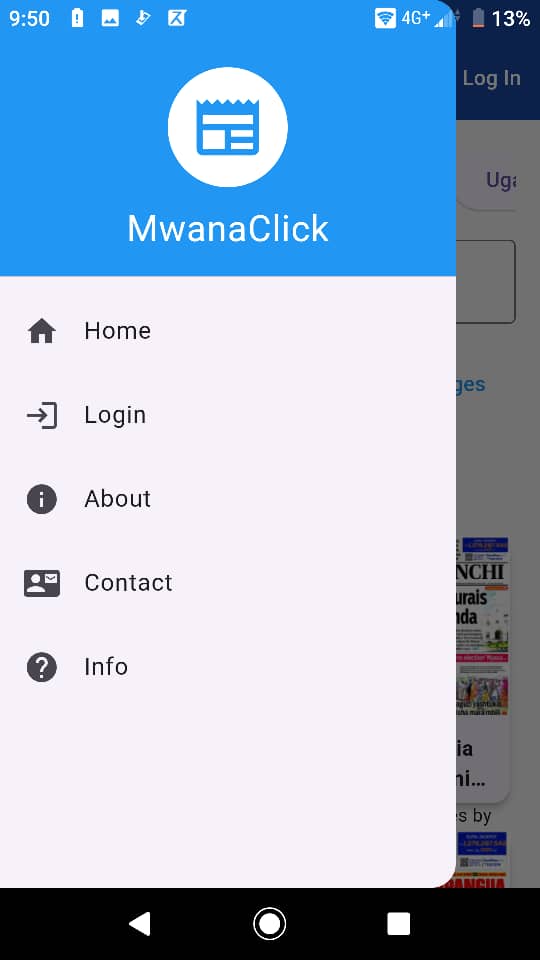 9:50
4G+
13%
Log In
MwanaClick
Home
Login
About
Contact
Info
Uga
ges
NCHI
urais
nda
ia
ni...
es by